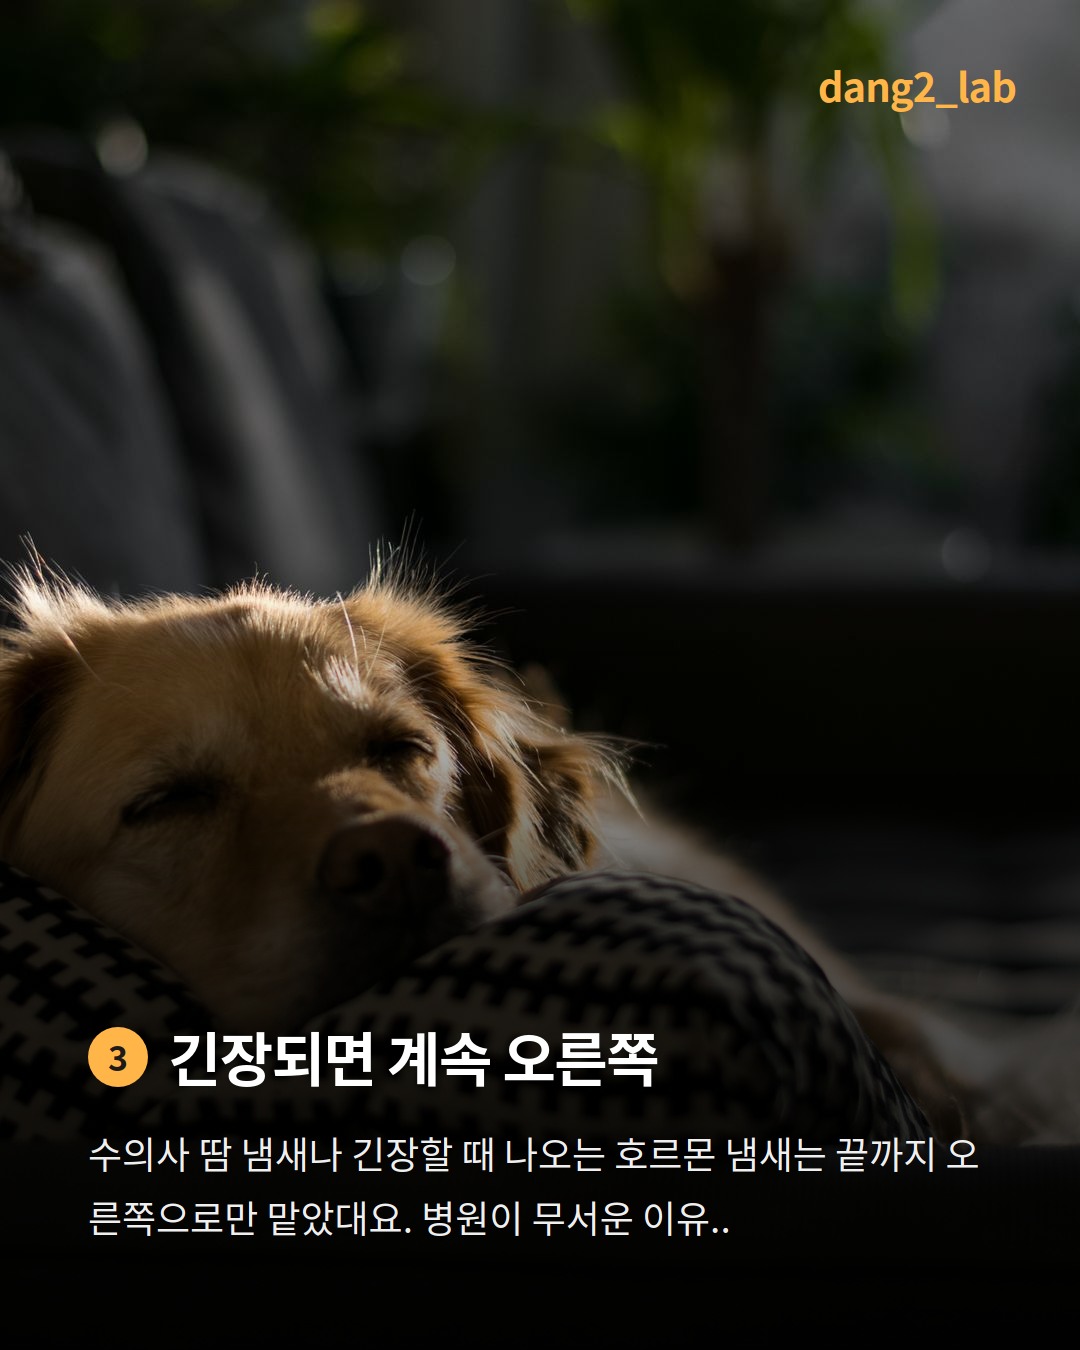 dang2_lab
3 긴장되면 계속 오른쪽
수의사 땀 냄새나 긴장할 때 나오는 호르몬 냄새는 끝까지 오
른쪽으로만 맡았대요. 병원이 무서운 이유..